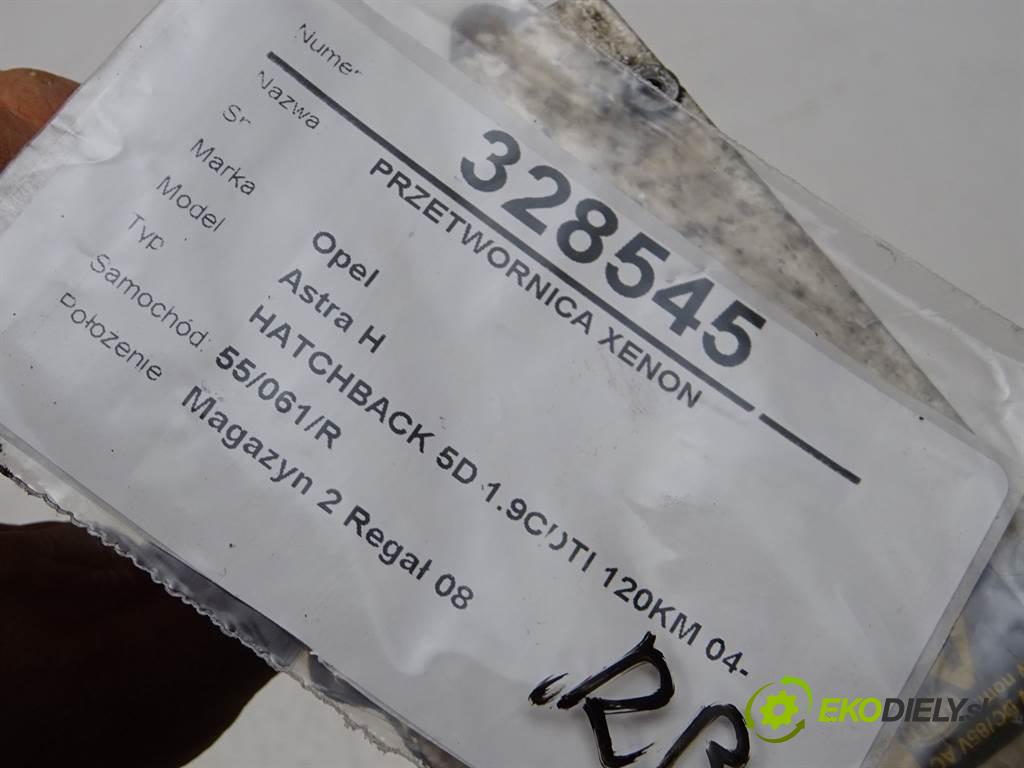 Numer 328545
Nazwa PRZETWORNICA XENON
Sr
Marka Opel
Model Astra H
Typ HATCHBACK 5D 1.9CDTI 120KM 04-
Samochód 55/061/R
Położenie Magazyn 2 Regał 08
EKODIELY.sk